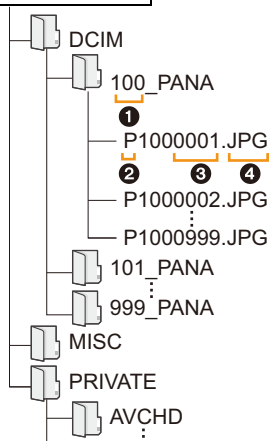 DCIM
100_PANA
❶
P1000001.JPG
❷ ❸ ❹
P1000002.JPG
P1000999.JPG
101_PANA
999_PANA
MISC
PRIVATE
AVCHD